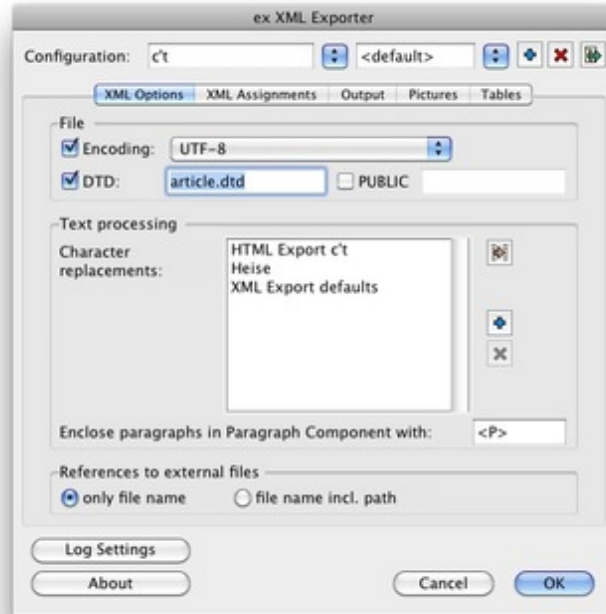 ex XML Exporter
Configuration: c't <default>
XML Options XML Assignments Output Pictures Tables
File
Encoding: UTF-8
DTD: article.dtd PUBLIC
Text processing
Character replacements:
HTML Export c't
Heise
XML Export defaults
Enclose paragraphs in Paragraph Component with: <P>
References to external files
only file name file name incl. path
Log Settings
About Cancel OK